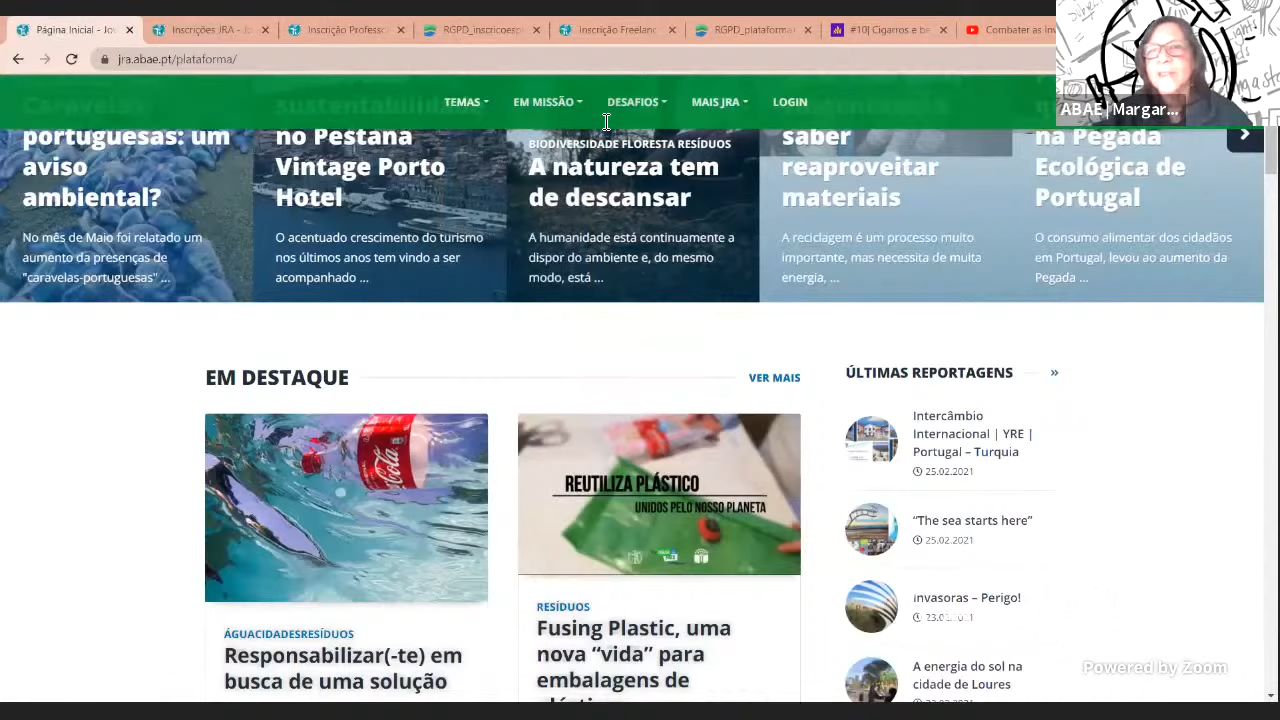 Página Inicial - Jov
Inscrições JRA - Jo
Inscrição Professo
RGPD_inscricoesp
Inscrição Freelanc
RGPD_plataforma
#10| Cigarros e be
Combater as In
jra.abae.pt/plataforma/
TEMAS
EM MISSÃO
DESAFIOS
MAIS JRA
LOGIN
ABAE|Margar...
Caravelas-
portuguesas: um
aviso
ambiental?
No mês de Maio foi relatado um
aumento da presenças de
"caravelas-portuguesas" ...
no Pestana
Vintage Porto
Hotel
O acentuado crescimento do turismo
nos últimos anos tem vindo a ser
acompanhado ...
BIODIVERSIDADE FLORESTA RESÍDUOS
A natureza tem
de descansar
A humanidade está continuamente a
dispor do ambiente e, do mesmo
modo, está ...
saber
reaproveitar
materiais
A reciclagem é um processo muito
importante, mas necessita de muita
energia, ...
na Pegada
Ecológica de
Portugal
O consumo alimentar dos cidadãos
em Portugal, levou ao aumento da
Pegada ...
EM DESTAQUE
VER MAIS
REUTILIZA PLÁSTICO
UNIDOS PELO NOSSO PLANETA
ÁGUACIDADESRESÍDUOS
Responsabilizar(-te) em
busca de uma solução
RESÍDUOS
Fusing Plastic, uma
nova “vida” para
embalagens de
ÚLTIMAS REPORTAGENS »
Intercâmbio
Internacional | YRE |
Portugal – Turquia
25.02.2021
“The sea starts here”
25.02.2021
Invasoras – Perigo!
A energia do sol na
cidade de Loures
Powered by Zoom